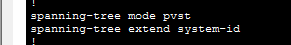 !
spanning-tree mode pvst
spanning-tree extend system-id
!